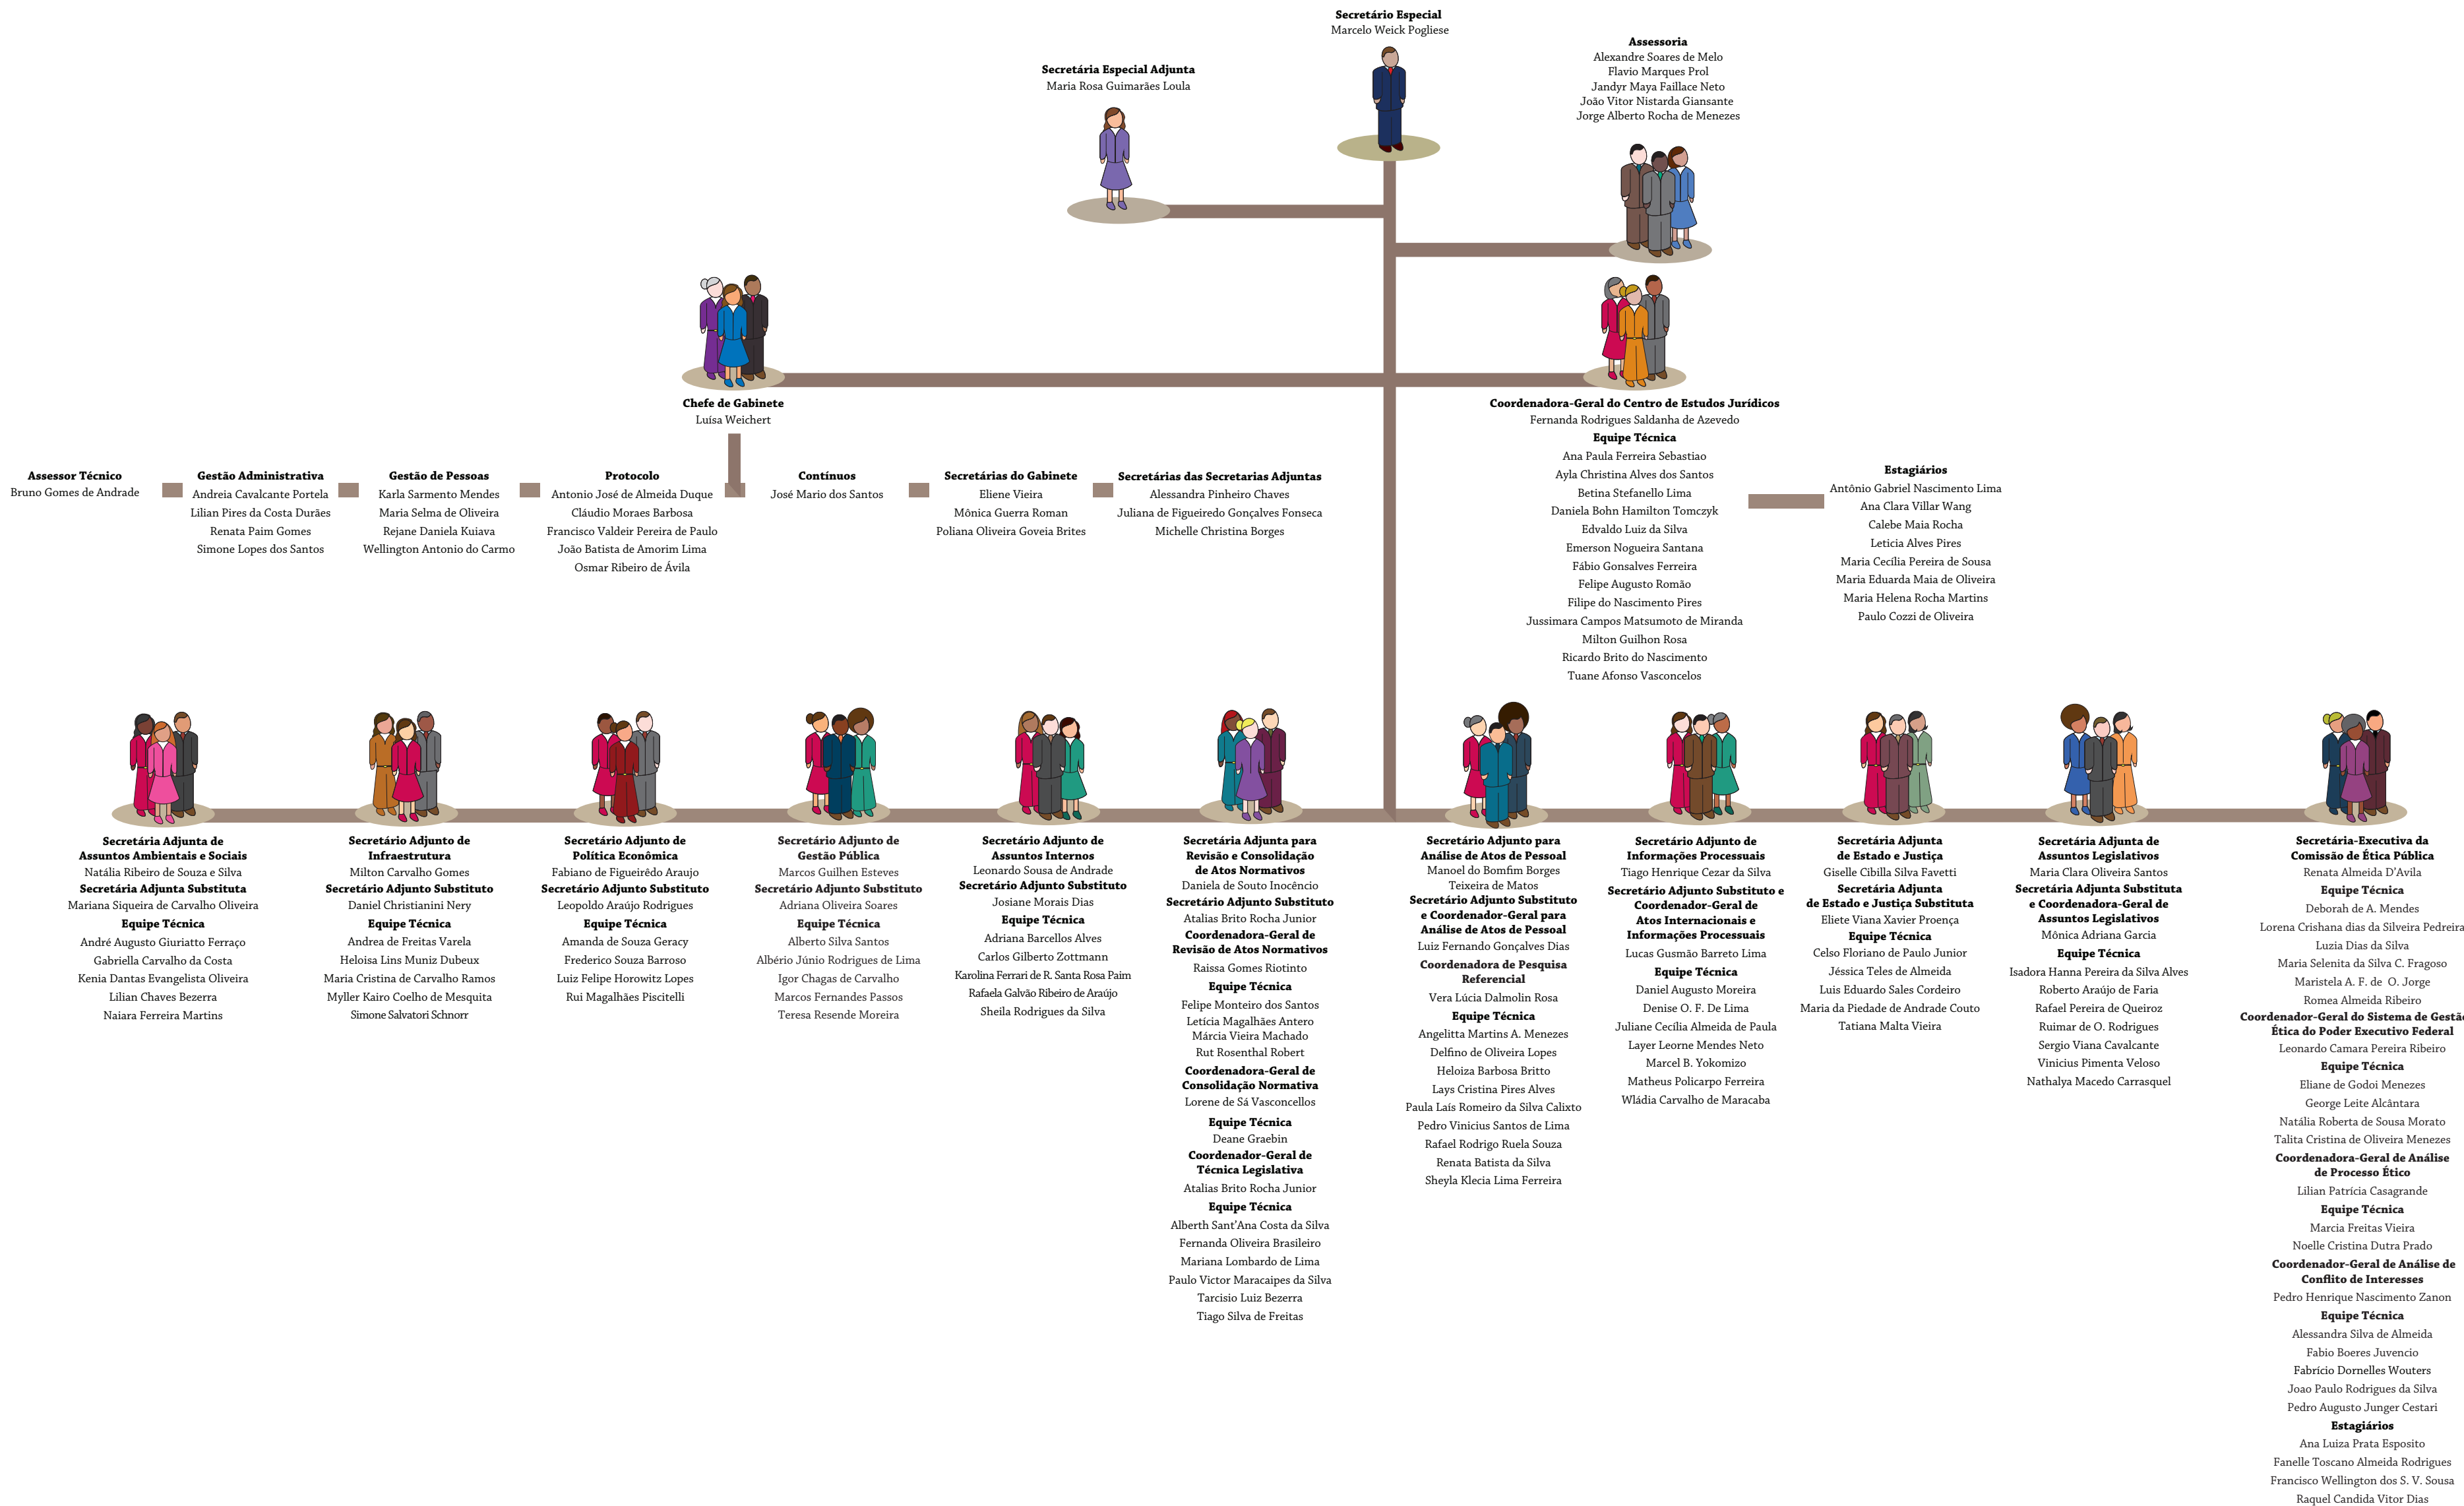 Secretário Especial
Marcelo Weick Pogliese
Secretária Especial Adjunta
Maria Rosa Guimarães Loula
Assessoria
Alexandre Soares de Melo
Flavio Marques Prol
Jandyr Maya Faillace Neto
João Vitor Nistarda Giansante
Jorge Alberto Rocha de Menezes
Chefe de Gabinete
Luísa Weichert
Assessor Técnico
Bruno Gomes de Andrade
Gestão Administrativa
Andreia Cavalcante Portela
Lilian Pires da Costa Durães
Renata Paim Gomes
Simone Lopes dos Santos
Gestão de Pessoas
Karla Sarmento Mendes
Maria Selma de Oliveira
Rejane Daniela Kuiava
Wellington Antonio do Carmo
Protocolo
Antonio José de Almeida Duque
Cláudio Moraes Barbosa
Francisco Valdeir Pereira de Paulo
João Batista de Amorim Lima
Osmar Ribeiro de Ávila
Contínuos
José Mario dos Santos
Secretárias do Gabinete
Eliene Vieira
Mônica Guerra Roman
Poliana Oliveira Goveia Brites
Secretárias das Secretarias Adjuntas
Alessandra Pinheiro Chaves
Juliana de Figueiredo Gonçalves Fonseca
Michelle Christina Borges
Coordenadora-Geral do Centro de Estudos Jurídicos
Fernanda Rodrigues Saldanha de Azevedo
Equipe Técnica
Ana Paula Ferreira Sebastiao
Ayla Christina Alves dos Santos
Betina Stefanello Lima
Daniela Bohn Hamilton Tomczyk
Edvaldo Luiz da Silva
Emerson Nogueira Santana
Fábio Gonsalves Ferreira
Felipe Augusto Romão
Filipe do Nascimento Pires
Jussimara Campos Matsumoto de Miranda
Milton Guilhon Rosa
Ricardo Brito do Nascimento
Tuane Afonso Vasconcelos
Estagiários
Antônio Gabriel Nascimento Lima
Ana Clara Villar Wang
Calebe Maia Rocha
Leticia Alves Pires
Maria Cecília Pereira de Sousa
Maria Eduarda Maia de Oliveira
Maria Helena Rocha Martins
Paulo Cozzi de Oliveira
Secretária Adjunta de
Assuntos Ambientais e Sociais
Natália Ribeiro de Souza e Silva
Secretária Adjunta Substituta
Mariana Siqueira de Carvalho Oliveira
Equipe Técnica
André Augusto Giuriatto Ferraço
Gabriella Carvalho da Costa
Kenia Dantas Evangelista Oliveira
Lilian Chaves Bezerra
Naiara Ferreira Martins
Secretário Adjunto de
Infraestrutura
Milton Carvalho Gomes
Secretário Adjunto Substituto
Daniel Christianini Nery
Equipe Técnica
Andrea de Freitas Varela
Heloisa Lins Muniz Dubeux
Maria Cristina de Carvalho Ramos
Myller Kairo Coelho de Mesquita
Simone Salvatori Schnorr
Secretário Adjunto de
Política Econômica
Fabiano de Figueirêdo Araujo
Secretário Adjunto Substituto
Leopoldo Araújo Rodrigues
Equipe Técnica
Amanda de Souza Geracy
Frederico Souza Barroso
Luiz Felipe Horowitz Lopes
Rui Magalhães Piscitelli
Secretário Adjunto de
Gestão Pública
Marcos Guilhen Esteves
Secretário Adjunto Substituto
Adriana Oliveira Soares
Equipe Técnica
Alberto Silva Santos
Albério Júnio Rodrigues de Lima
Igor Chagas de Carvalho
Marcos Fernandes Passos
Teresa Resende Moreira
Secretário Adjunto de
Assuntos Internos
Leonardo Sousa de Andrade
Secretário Adjunto Substituto
Josiane Morais Dias
Equipe Técnica
Adriana Barcellos Alves
Carlos Gilberto Zottmann
Karolina Ferrari de R. Santa Rosa Paim
Rafaela Galvão Ribeiro de Araújo
Sheila Rodrigues da Silva
Secretária Adjunta para
Revisão e Consolidação
de Atos Normativos
Daniela de Souto Inocêncio
Secretário Adjunto Substituto
Atalias Brito Rocha Junior
Coordenadora-Geral de
Revisão de Atos Normativos
Raissa Gomes Riotinto
Equipe Técnica
Felipe Monteiro dos Santos
Letícia Magalhães Antero
Márcia Vieira Machado
Rut Rosenthal Robert
Coordenadora-Geral de
Consolidação Normativa
Lorene de Sá Vasconcellos
Equipe Técnica
Deane Graebin
Coordenador-Geral de
Técnica Legislativa
Atalias Brito Rocha Junior
Equipe Técnica
Alberth Sant'Ana Costa da Silva
Fernanda Oliveira Brasileiro
Mariana Lombardo de Lima
Paulo Victor Maracaipes da Silva
Tarcisio Luiz Bezerra
Tiago Silva de Freitas
Secretário Adjunto para
Análise de Atos de Pessoal
Manoel do Bomfim Borges
Teixeira de Matos
Secretário Adjunto Substituto
e Coordenador-Geral para
Análise de Atos de Pessoal
Luiz Fernando Gonçalves Dias
Coordenadora de Pesquisa
Referencial
Vera Lúcia Dalmolin Rosa
Equipe Técnica
Angelitta Martins A. Menezes
Delfino de Oliveira Lopes
Heloiza Barbosa Britto
Lays Cristina Pires Alves
Paula Laís Romeiro da Silva Calixto
Pedro Vinicius Santos de Lima
Rafael Rodrigo Ruela Souza
Renata Batista da Silva
Sheyla Klecia Lima Ferreira
Secretário Adjunto de
Informações Processuais
Tiago Henrique Cezar da Silva
Secretário Adjunto Substituto e
Coordenador-Geral de
Atos Internacionais e
Informações Processuais
Lucas Gusmão Barreto Lima
Equipe Técnica
Daniel Augusto Moreira
Denise O. F. De Lima
Juliane Cecília Almeida de Paula
Layer Leorne Mendes Neto
Marcel B. Yokomizo
Matheus Policarpo Ferreira
Wládia Carvalho de Maracaba
Secretária Adjunta
de Estado e Justiça
Giselle Cibilla Silva Favetti
Secretária Adjunta
de Estado e Justiça Substituta
Eliete Viana Xavier Proença
Equipe Técnica
Celso Floriano de Paulo Junior
Jéssica Teles de Almeida
Luis Eduardo Sales Cordeiro
Maria da Piedade de Andrade Couto
Tatiana Malta Vieira
Secretária Adjunta de
Assuntos Legislativos
Maria Clara Oliveira Santos
Secretária Adjunta Substituta
e Coordenadora-Geral de
Assuntos Legislativos
Mônica Adriana Garcia
Equipe Técnica
Isadora Hanna Pereira da Silva Alves
Roberto Araújo de Faria
Rafael Pereira de Queiroz
Ruimar de O. Rodrigues
Sergio Viana Cavalcante
Vinicius Pimenta Veloso
Nathalya Macedo Carrasquel
Secretária-Executiva da
Comissão de Ética Pública
Renata Almeida D'Avila
Equipe Técnica
Deborah de A. Mendes
Lorena Crishana dias da Silveira Pedreira
Luzia Dias da Silva
Maria Selenita da Silva C. Fragoso
Maristela A. F. de O. Jorge
Romea Almeida Ribeiro
Coordenador-Geral do Sistema de Gestão
Ética do Poder Executivo Federal
Leonardo Camara Pereira Ribeiro
Equipe Técnica
Eliane de Godoi Menezes
George Leite Alcântara
Natália Roberta de Sousa Morato
Talita Cristina de Oliveira Menezes
Coordenadora-Geral de Análise
de Processo Ético
Lilian Patrícia Casagrande
Equipe Técnica
Marcia Freitas Vieira
Noelle Cristina Dutra Prado
Coordenador-Geral de Análise de
Conflito de Interesses
Pedro Henrique Nascimento Zanon
Equipe Técnica
Alessandra Silva de Almeida
Fabio Boeres Juvencio
Fabrício Dornelles Wouters
Joao Paulo Rodrigues da Silva
Pedro Augusto Junger Cestari
Estagiários
Ana Luiza Prata Esposito
Fanelle Toscano Almeida Rodrigues
Francisco Wellington dos S. V. Sousa
Raquel Candida Vitor Dias